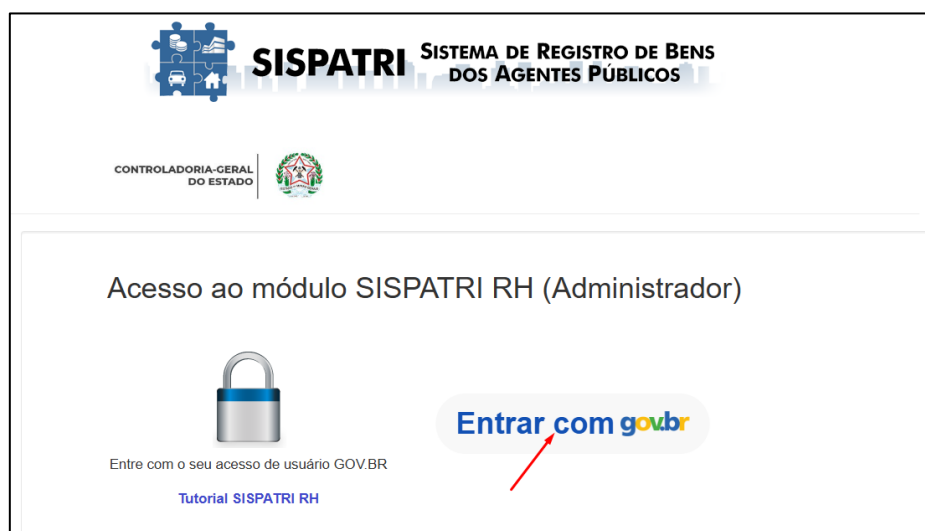 SISPATRI SISTEMA DE REGISTRO DE BENS
DOS AGENTES PÚBLICOS
CONTROLADORIA-GERAL
DO ESTADO
Acesso ao módulo SISPATRI RH (Administrador)
Entrar com gov.br
Entre com o seu acesso de usuário GOV.BR
Tutorial SISPATRI RH